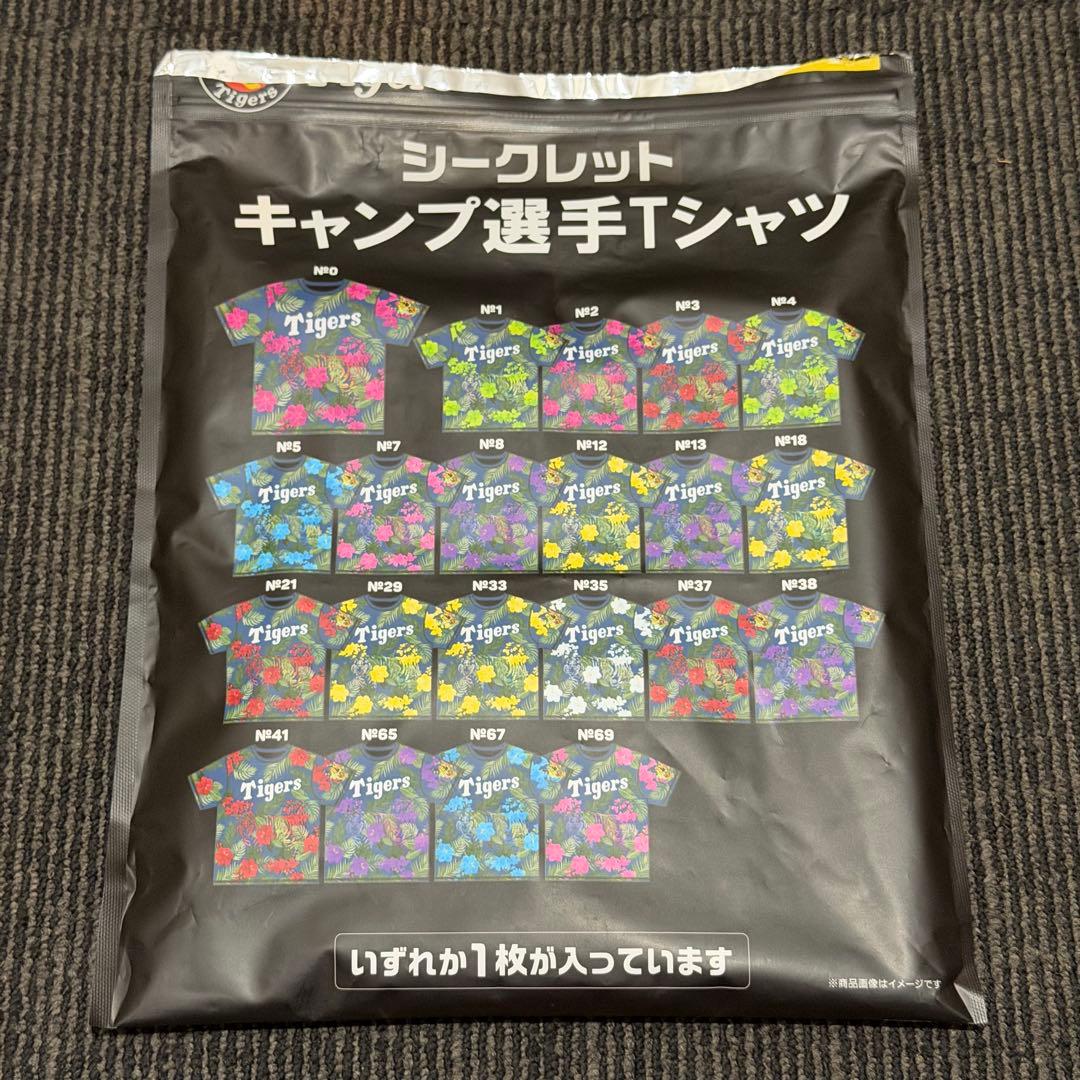 Tigers
シークレット
キャンプ選手Tシャツ
№0 №1 №2 №3 №4
Tigers Tigers Tigers Tigers Tigers
№5 №7 №8 №12 №13 №18
Tigers Tigers Tigers Tigers Tigers Tigers
№21 №29 №33 №35 №37 №38
Tigers Tigers Tigers Tigers Tigers Tigers
№41 №65 №67 №69
Tigers Tigers Tigers Tigers
いずれか1枚が入っています
※商品画像はイメージです